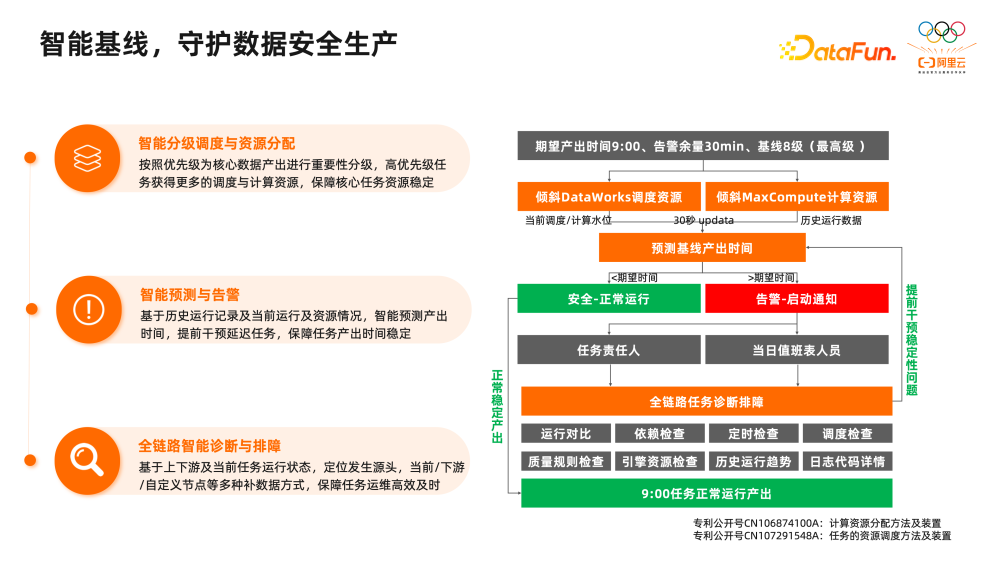 智能基线，守护数据安全生产
DataFun.
阿里云
智能分级调度与资源分配
按照优先级为核心数据产出进行重要性分级，高优先级任
务获得更多的调度与计算资源，保障核心任务资源稳定
智能预测与告警
基于历史运行记录及当前运行及资源情况，智能预测产出
时间，提前干预延迟任务，保障任务产出时间稳定
全链路智能诊断与排障
基于上下游及当前任务运行状态，定位发生源头，当前/下游
/自定义节点等多种补数据方式，保障任务运维高效及时
期望产出时间9:00、告警余量30min、基线8级（最高级 ）
倾斜DataWorks调度资源
倾斜MaxCompute计算资源
当前调度/计算水位
30秒 updata
历史运行数据
预测基线产出时间
<期望时间
>期望时间
安全-正常运行
告警-启动通知
任务责任人
当日值班表人员
提前干预稳定性问题
正常稳定产出
全链路任务诊断排障
运行对比
依赖检查
定时检查
调度检查
质量规则检查
引擎资源检查
历史运行趋势
日志代码详情
9:00任务正常运行产出
专利公开号CN106874100A：计算资源分配方法及装置
专利公开号CN107291548A：任务的资源调度方法及装置